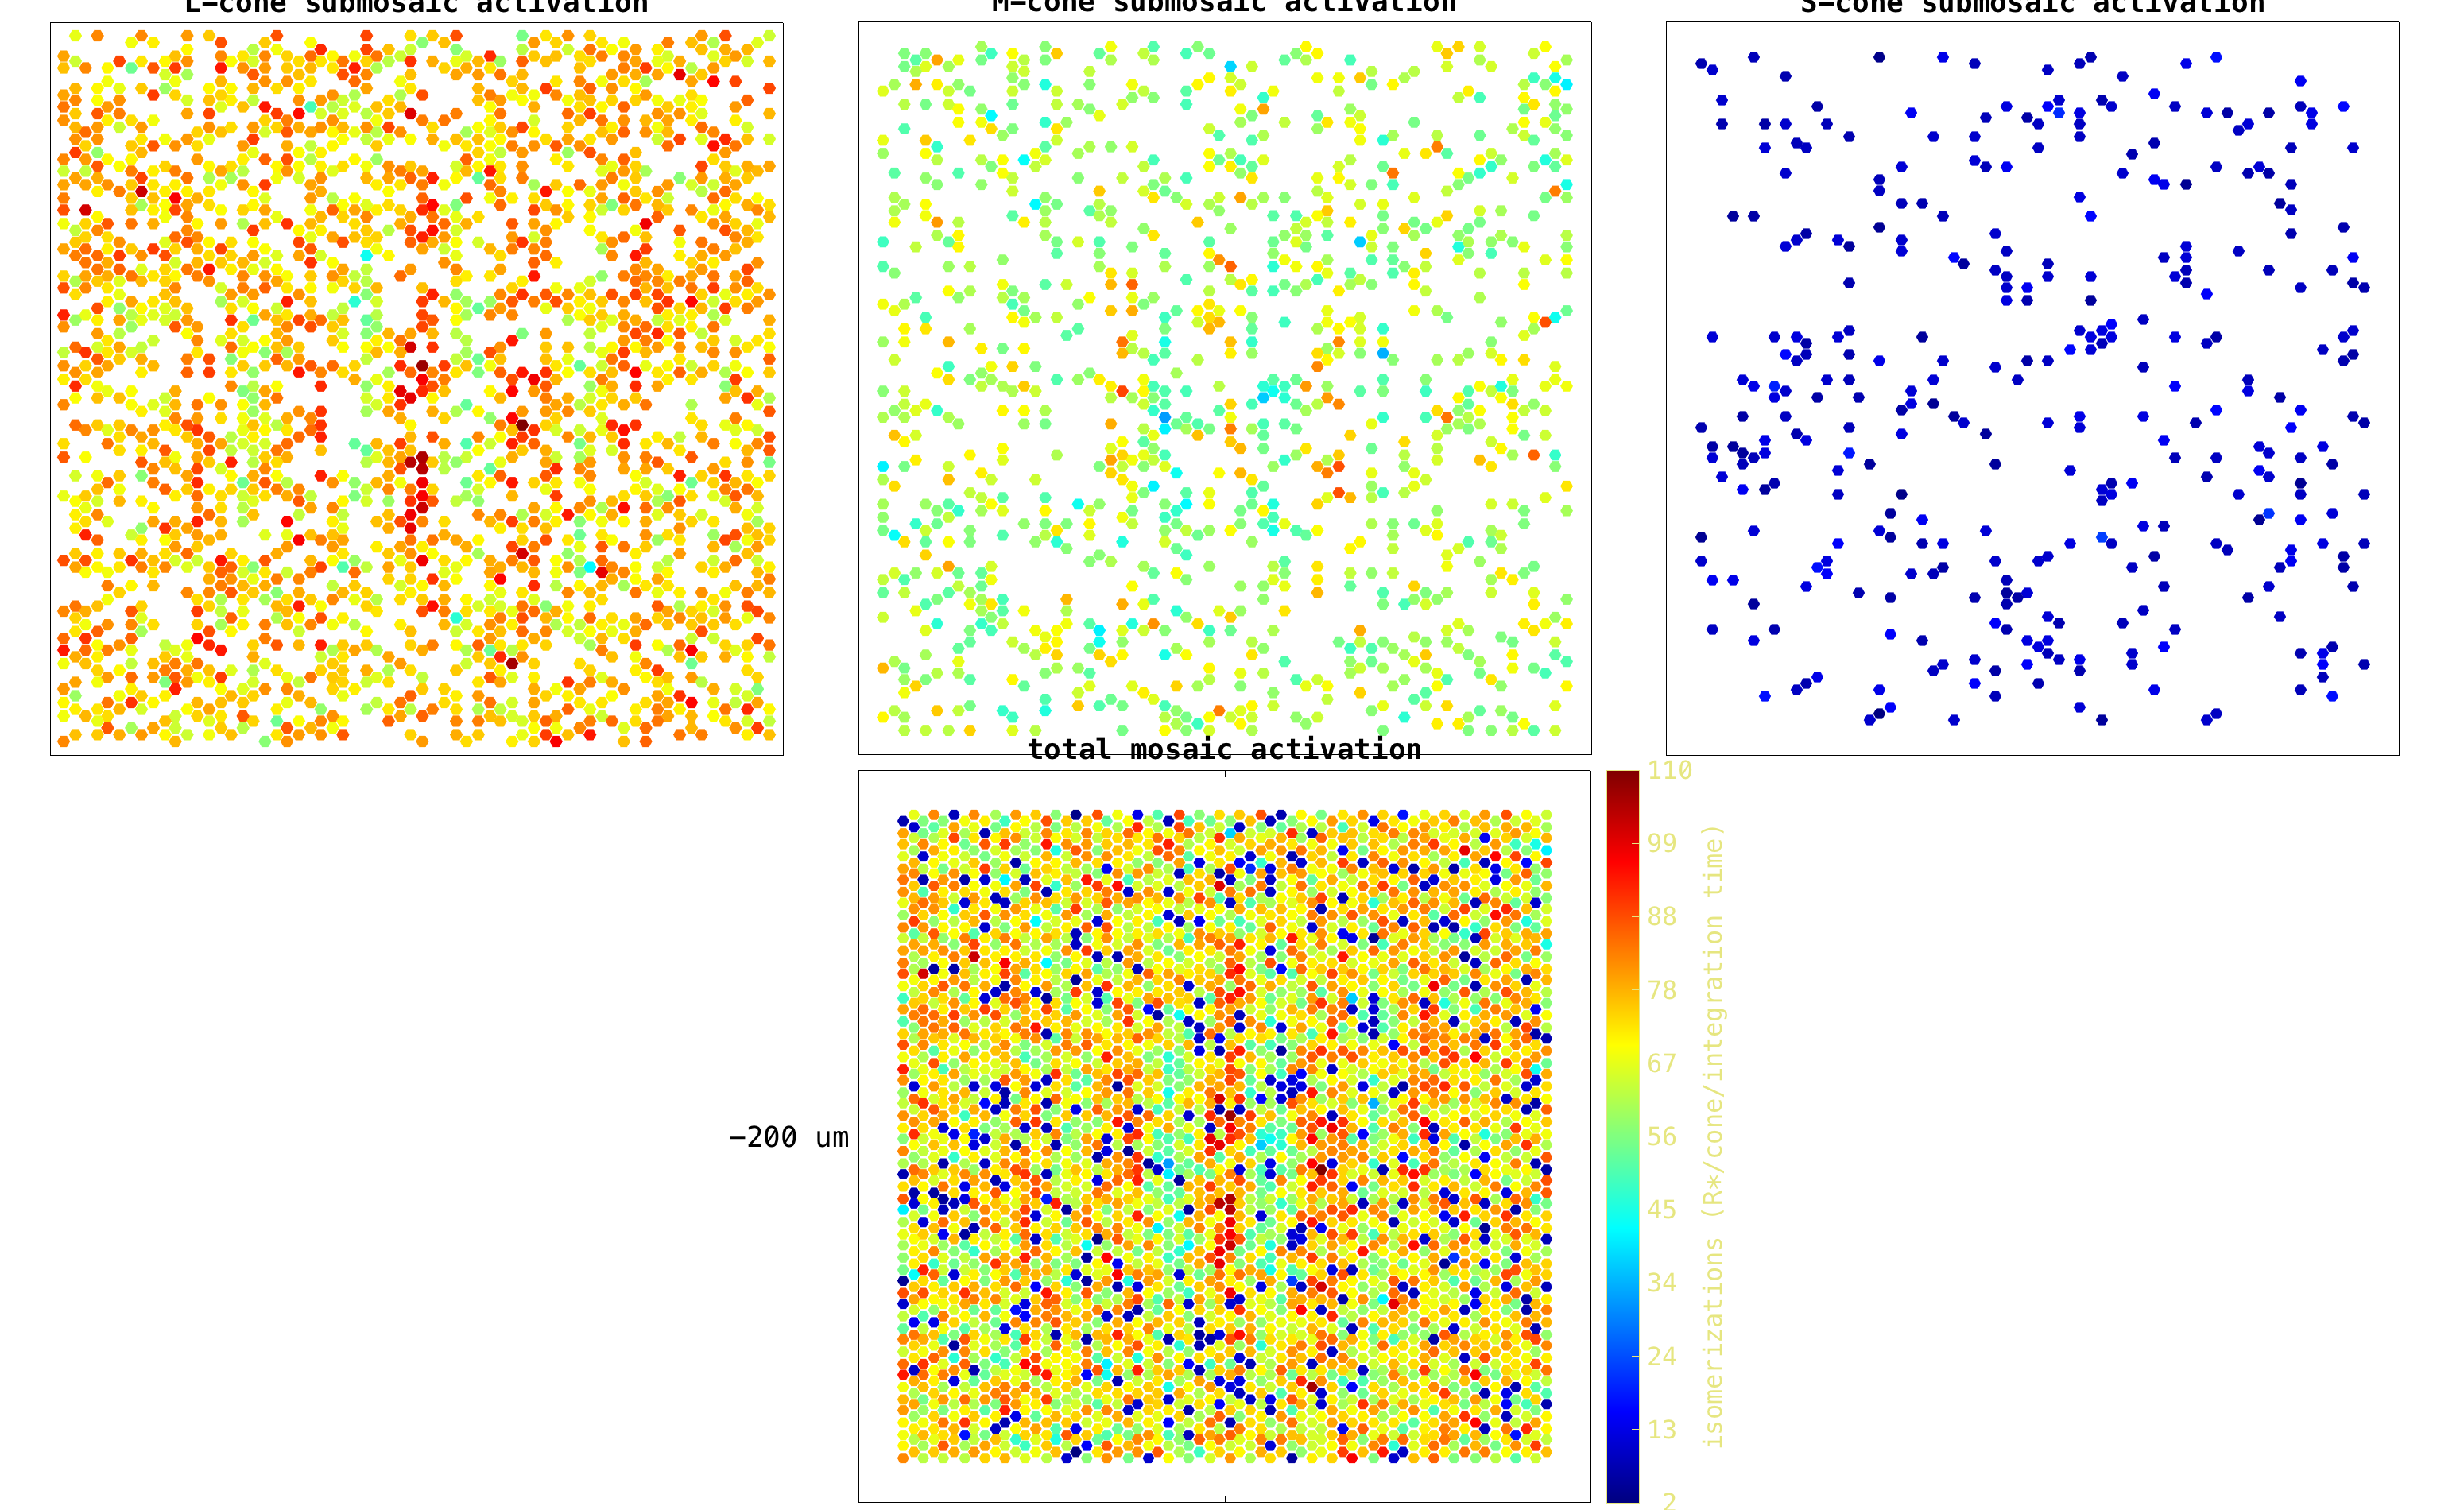 L-cone submosaic activation
M-cone submosaic activation
S-cone submosaic activation
total mosaic activation
-200 um
110
99
88
78
67
56
45
34
24
13
2
isomerizations (R*/cone/integration time)